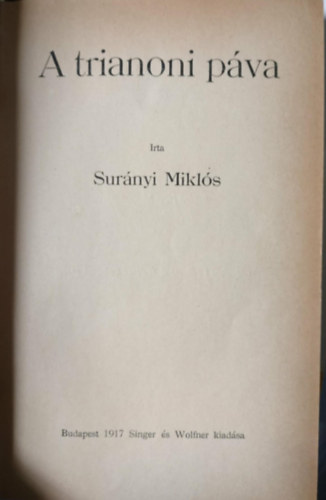 A trianoni páva
Irta
Surányi Miklós
Budapest 1917 Singer és Wolfner kiadása